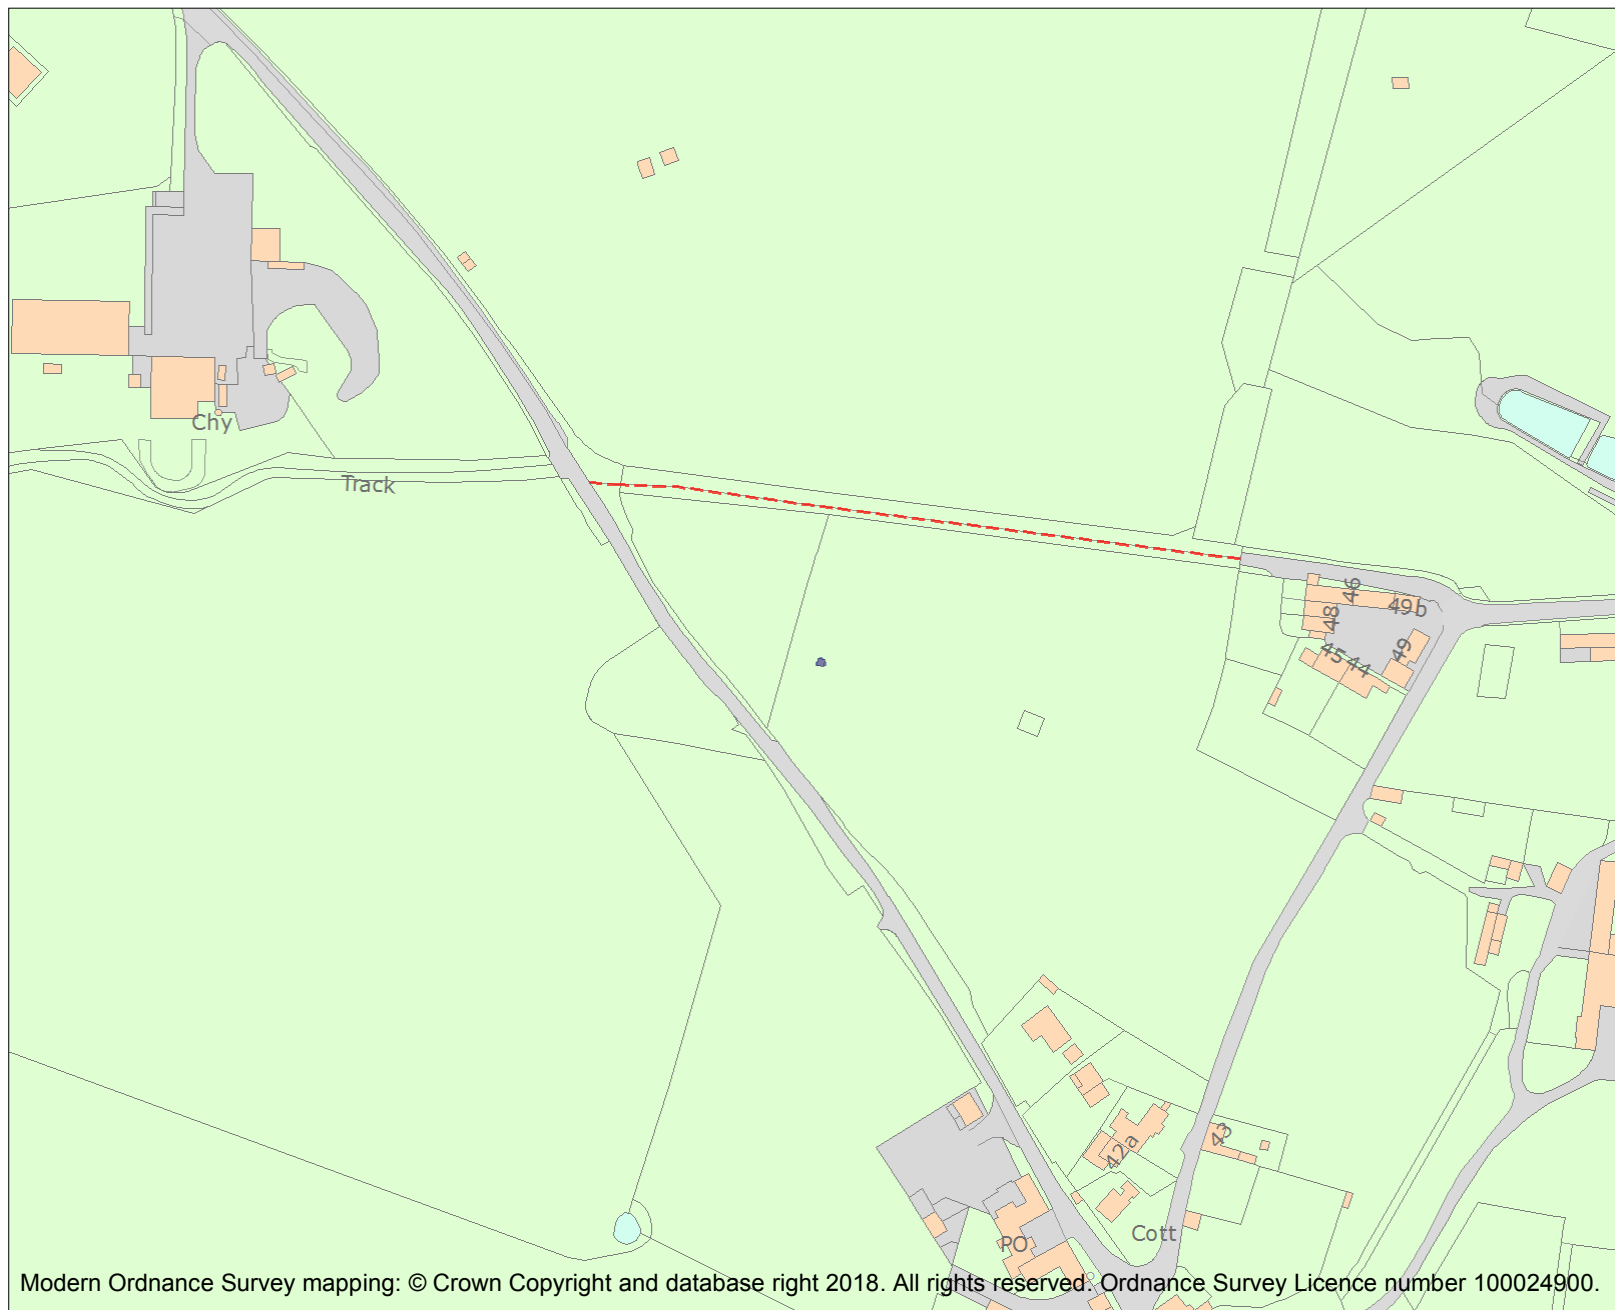 Chy
Track
46
49b
48
49
45
44
43
42a
Cott
PO
Modern Ordnance Survey mapping: © Crown Copyright and database right 2018. All rights reserved. Ordnance Survey Licence number 100024900.